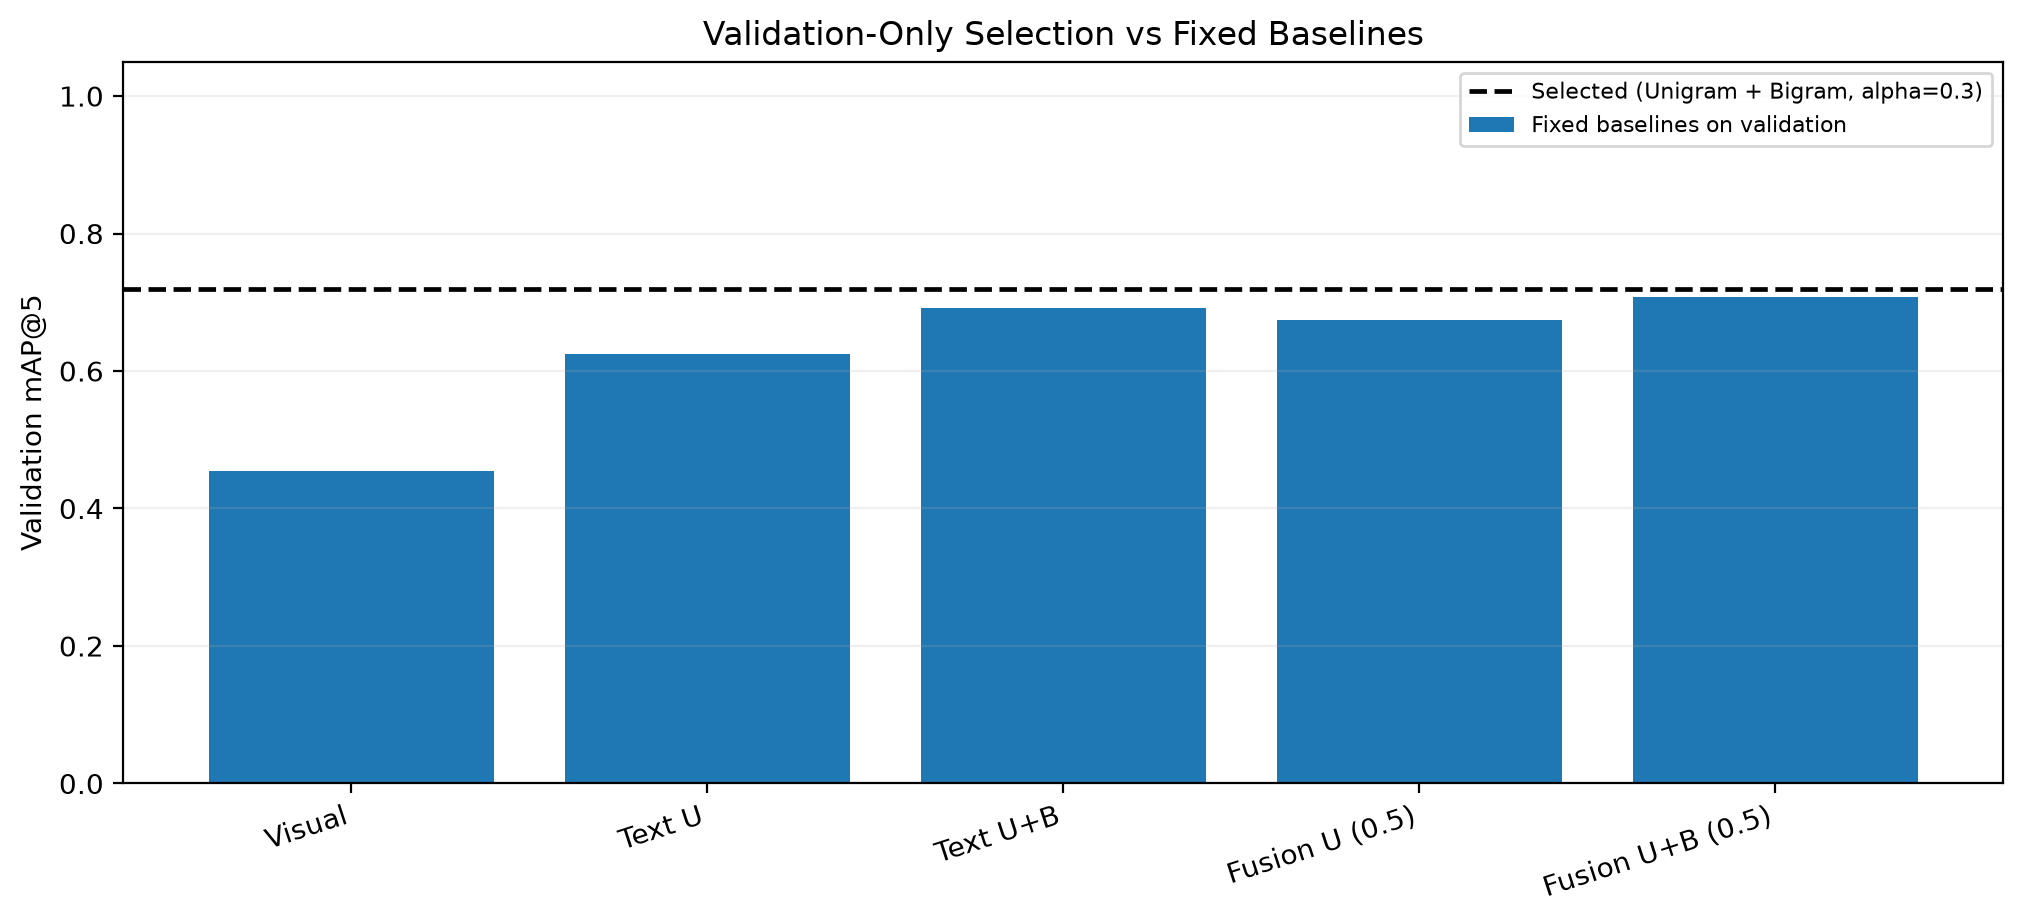 Validation-Only Selection vs Fixed Baselines
Selected (Unigram + Bigram, alpha=0.3)
Fixed baselines on validation
Validation mAP@5
1.0
0.8
0.6
0.4
0.2
0.0
Visual
Text U
Text U+B
Fusion U (0.5)
Fusion U+B (0.5)